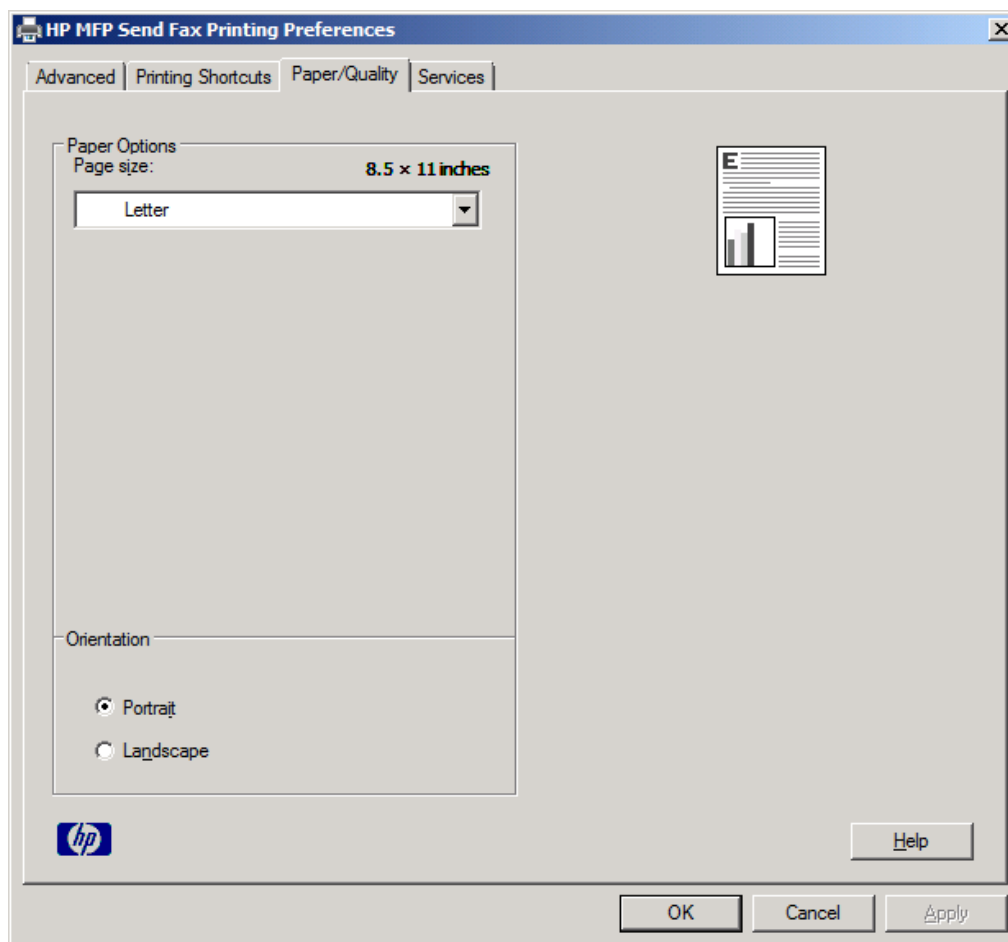 HP MFP Send Fax Printing Preferences
Advanced Printing Shortcuts Paper/Quality Services
Paper Options
Page size: 8.5 × 11 inches
Letter
E
Orientation
Portrait
Landscape
hp
Help
OK Cancel Apply